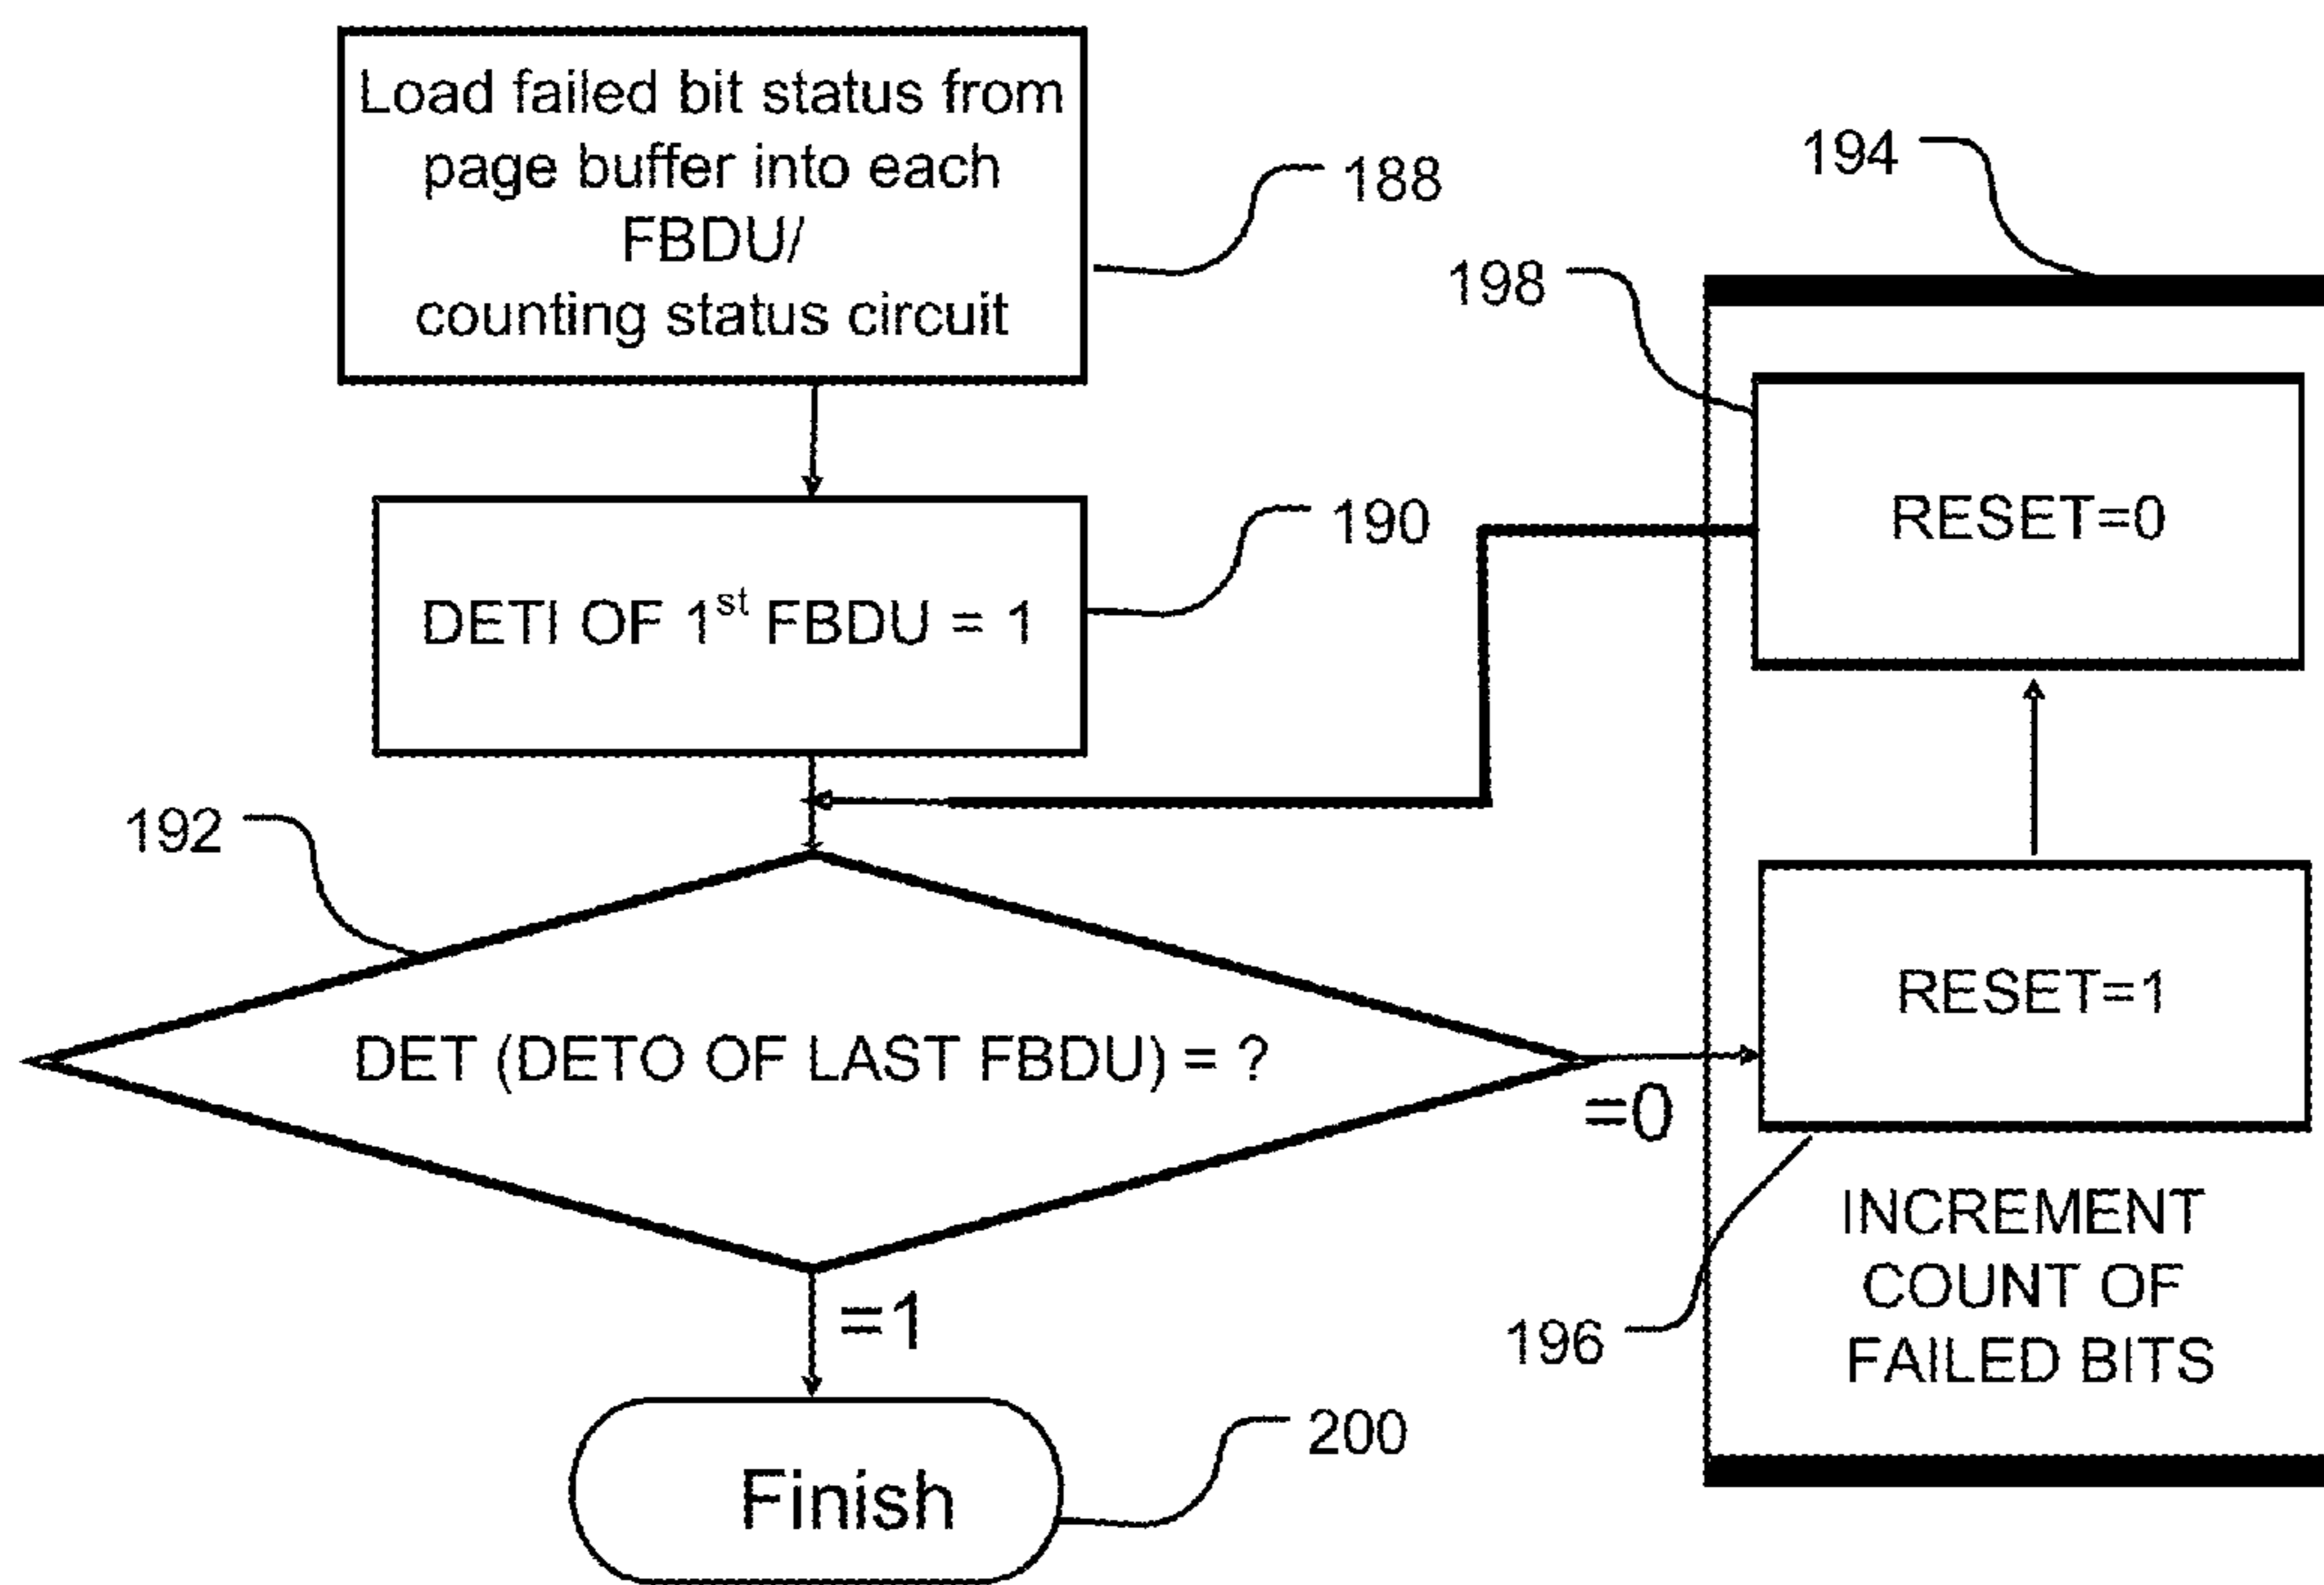 Load failed bit status from
page buffer into each
FBDU/
counting status circuit
188
194
198
RESET=0
190
DETI OF 1st FBDU = 1
192
RESET=1
DET (DETO OF LAST FBDU) = ?
=0
INCREMENT
COUNT OF
FAILED BITS
196
=1
200
Finish